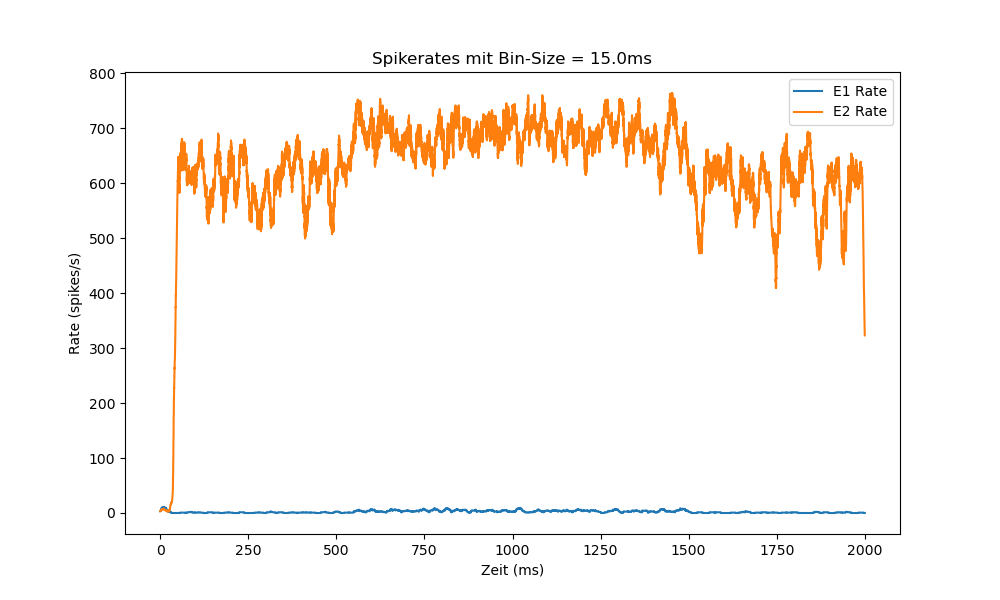 Spikerates mit Bin-Size = 15.0ms
E1 Rate
E2 Rate
800
700
600
500
400
300
200
100
0
Rate (spikes/s)
0 250 500 750 1000 1250 1500 1750 2000
Zeit (ms)